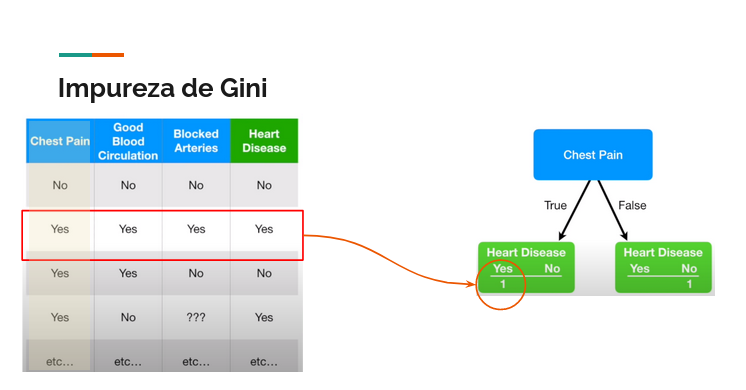 Impureza de Gini
Chest Pain Good Blood Circulation Blocked Arteries Heart Disease
No No No No
Yes Yes Yes Yes
Yes Yes No No
Yes No ??? Yes
etc... etc... etc... etc...
Chest Pain
True False
Heart Disease Heart Disease
Yes No Yes No
1 1